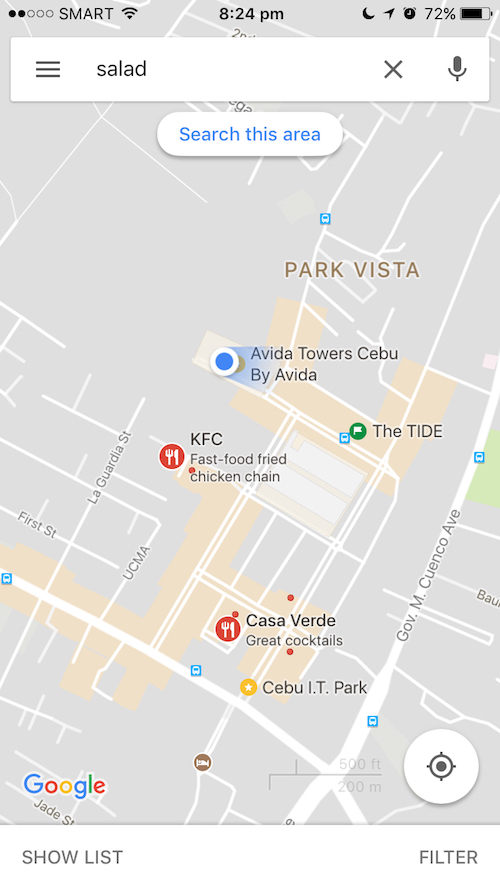 SMART
8:24 pm
72%
salad
Search this area
PARK VISTA
Avida Towers Cebu
By Avida
The TIDE
KFC
Fast-food fried
chicken chain
La Guardia St
First St
UCMA
Gov. M. Cuenco Ave
Casa Verde
Great cocktails
Cebu I.T. Park
500 ft
200 m
Google
Jade St
SHOW LIST
FILTER